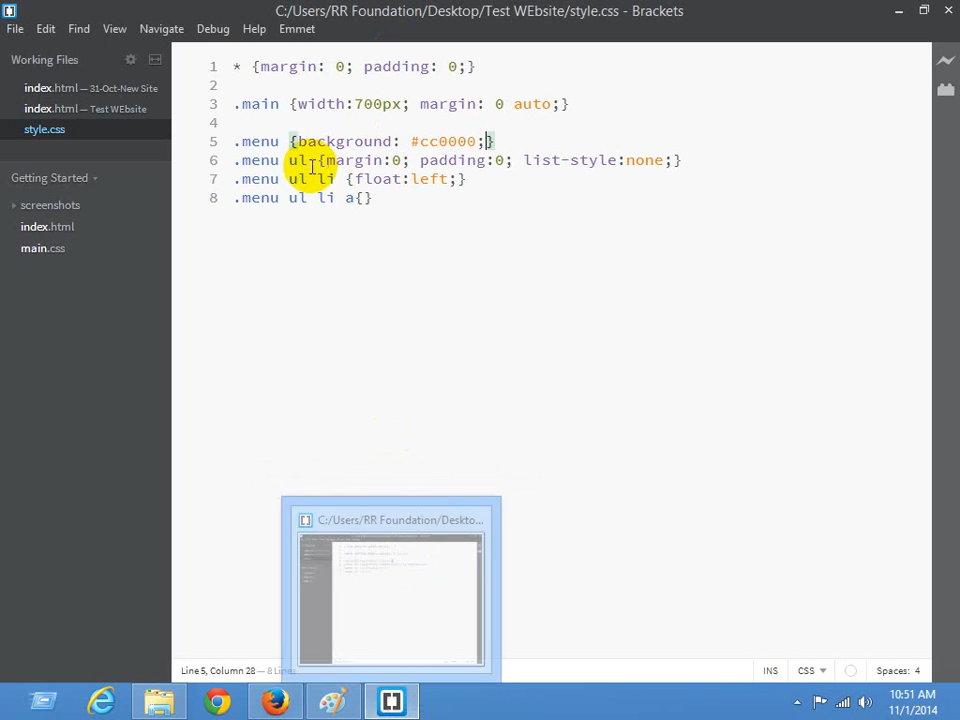 C:/Users/RR Foundation/Desktop/Test WEbsite/style.css - Brackets
File Edit Find View Navigate Debug Help Emmet
Working Files
index.html — 31-Oct-New Site
index.html — Test WEbsite
style.css
Getting Started
screenshots
index.html
main.css
1 * {margin: 0; padding: 0;}
2
3 .main {width:700px; margin: 0 auto;}
4
5 .menu {background: #cc0000;}
6 .menu ul {margin:0; padding:0; list-style:none;}
7 .menu ul li {float:left;}
8 .menu ul li a{}
C:/Users/RR Foundation/Deskto...
Line 5, Column 28 — 8 Lines
INS CSS Spaces: 4
10:51 AM
11/1/2014